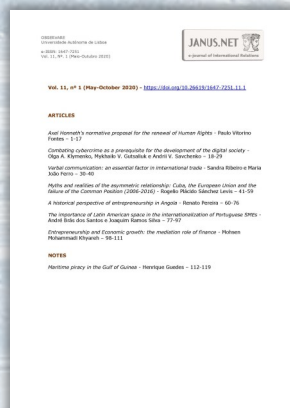 OBSERVARE
Universidade Autónoma de Lisboa
e-ISSN: 1647-7251
Vol. 11, Nº. 1 (May-October 2020)
JANUS.NET
e-journal of International Relations
Vol. 11, nº 1 (May-October 2020) - https://doi.org/10.26619/1647-7251.11.1
ARTICLES
Axel Honneth's normative proposal for the renewal of Human Rights - Paulo Vitorino
Fontes – 1-17
Combating cybercrime as a prerequisite for the development of the digital society -
Olga A. Klymenko, Mykhailo V. Gutsaliuk e Andrii V. Savchenko – 18-29
Verbal communication: an essential factor in international trade - Sandra Ribeiro e Maria
João Ferro – 30-40
Myths and realities of the asymmetric relationship: Cuba, the European Union and the
failure of the Common Position (2006-2016) - Rogelio Plácido Sánchez Levis – 41-59
A historical perspective of entrepreneurship in Angola - Renato Pereira – 60-76
The importance of Latin American space in the internationalization of Portuguese SMEs -
André Brás dos Santos e Joaquim Ramos Silva – 77-97
Entrepreneurship and Economic growth: the mediation role of finance - Mohsen
Mohammadi Khyareh – 98-111
NOTES
Maritime piracy in the Gulf of Guinea - Henrique Guedes – 112-119